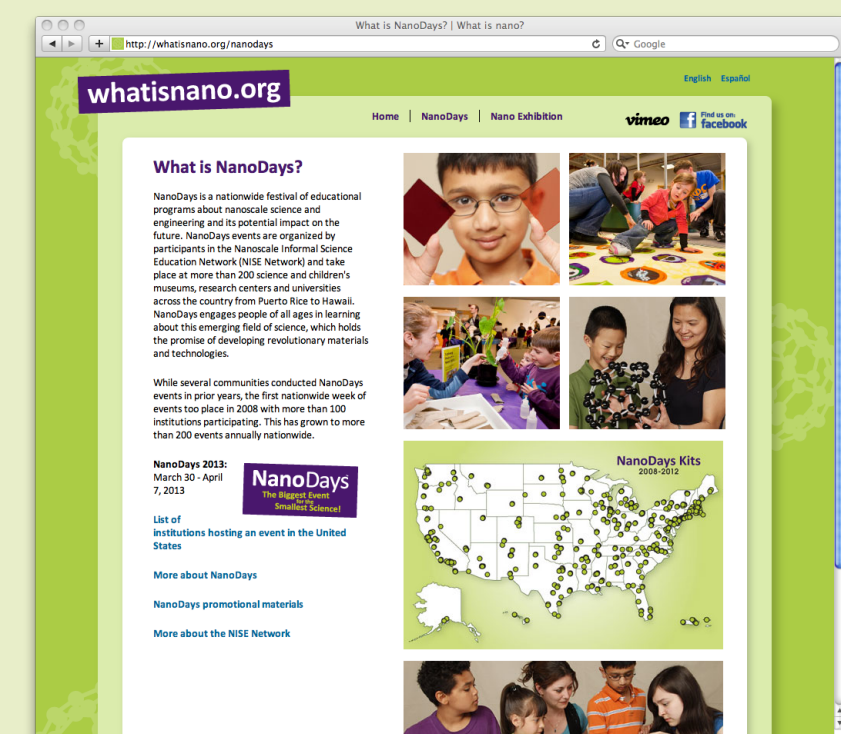 What is NanoDays? | What is nano?
http://whatisnano.org/nanodays
Google
English Español
whatisnano.org
Home | NanoDays | Nano Exhibition
vimeo
f Find us on:
facebook
What is NanoDays?
NanoDays is a nationwide festival of educational
programs about nanoscale science and
engineering and its potential impact on the
future. NanoDays events are organized by
participants in the Nanoscale Informal Science
Education Network (NISE Network) and take
place at more than 200 science and children's
museums, research centers and universities
across the country from Puerto Rice to Hawaii.
NanoDays engages people of all ages in learning
about this emerging field of science, which holds
the promise of developing revolutionary materials
and technologies.
While several communities conducted NanoDays
events in prior years, the first nationwide week of
events too place in 2008 with more than 100
institutions participating. This has grown to more
than 200 events annually nationwide.
NanoDays 2013:
March 30 - April
7, 2013
NanoDays
The Biggest Event
for the
Smallest Science!
List of
institutions hosting an event in the United
States
More about NanoDays
NanoDays promotional materials
More about the NISE Network
NanoDays Kits
2008-2012